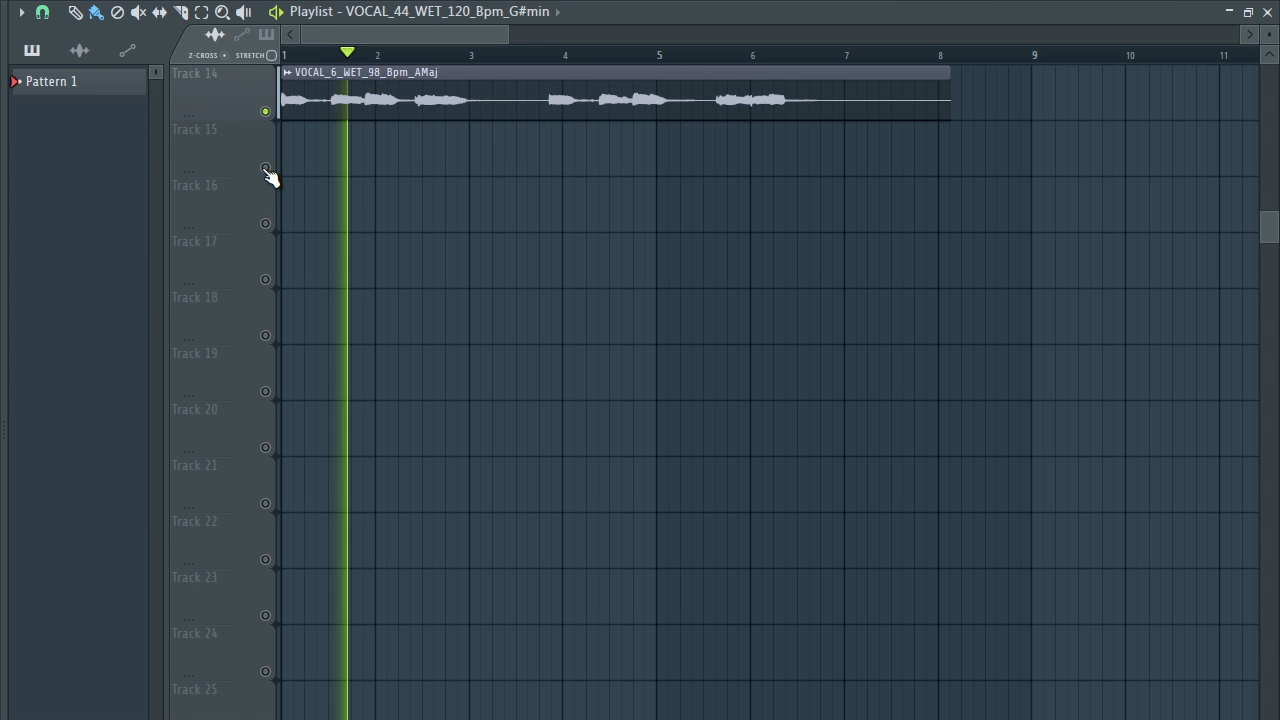 Playlist - VOCAL_44_WET_120_Bpm_G#min
Z-CROSS STRETCH
1 2 3 4 5 6 7 8 9 10 11
Pattern 1
Track 14
VOCAL_6_WET_98_Bpm_AMaj
...
Track 15
...
Track 16
...
Track 17
...
Track 18
...
Track 19
...
Track 20
...
Track 21
...
Track 22
...
Track 23
...
Track 24
...
Track 25